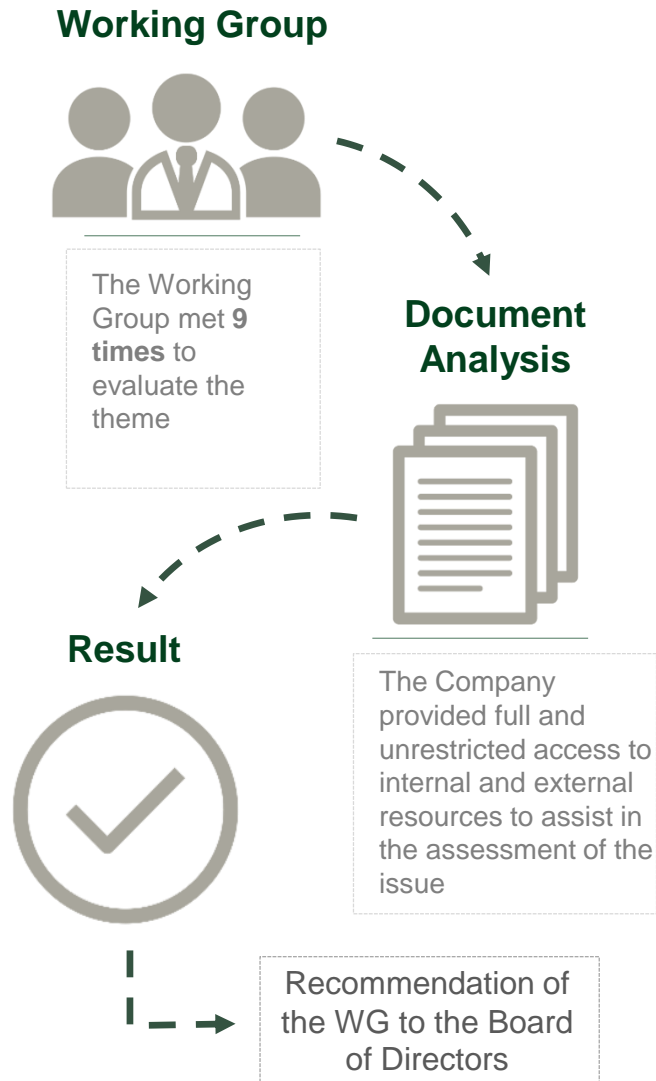 Working Group
The Working
Group met 9
times to
evaluate the
theme
Document
Analysis
Result
The Company
provided full and
unrestricted access to
internal and external
resources to assist in
the assessment of the
issue
Recommendation of
the WG to the Board
of Directors